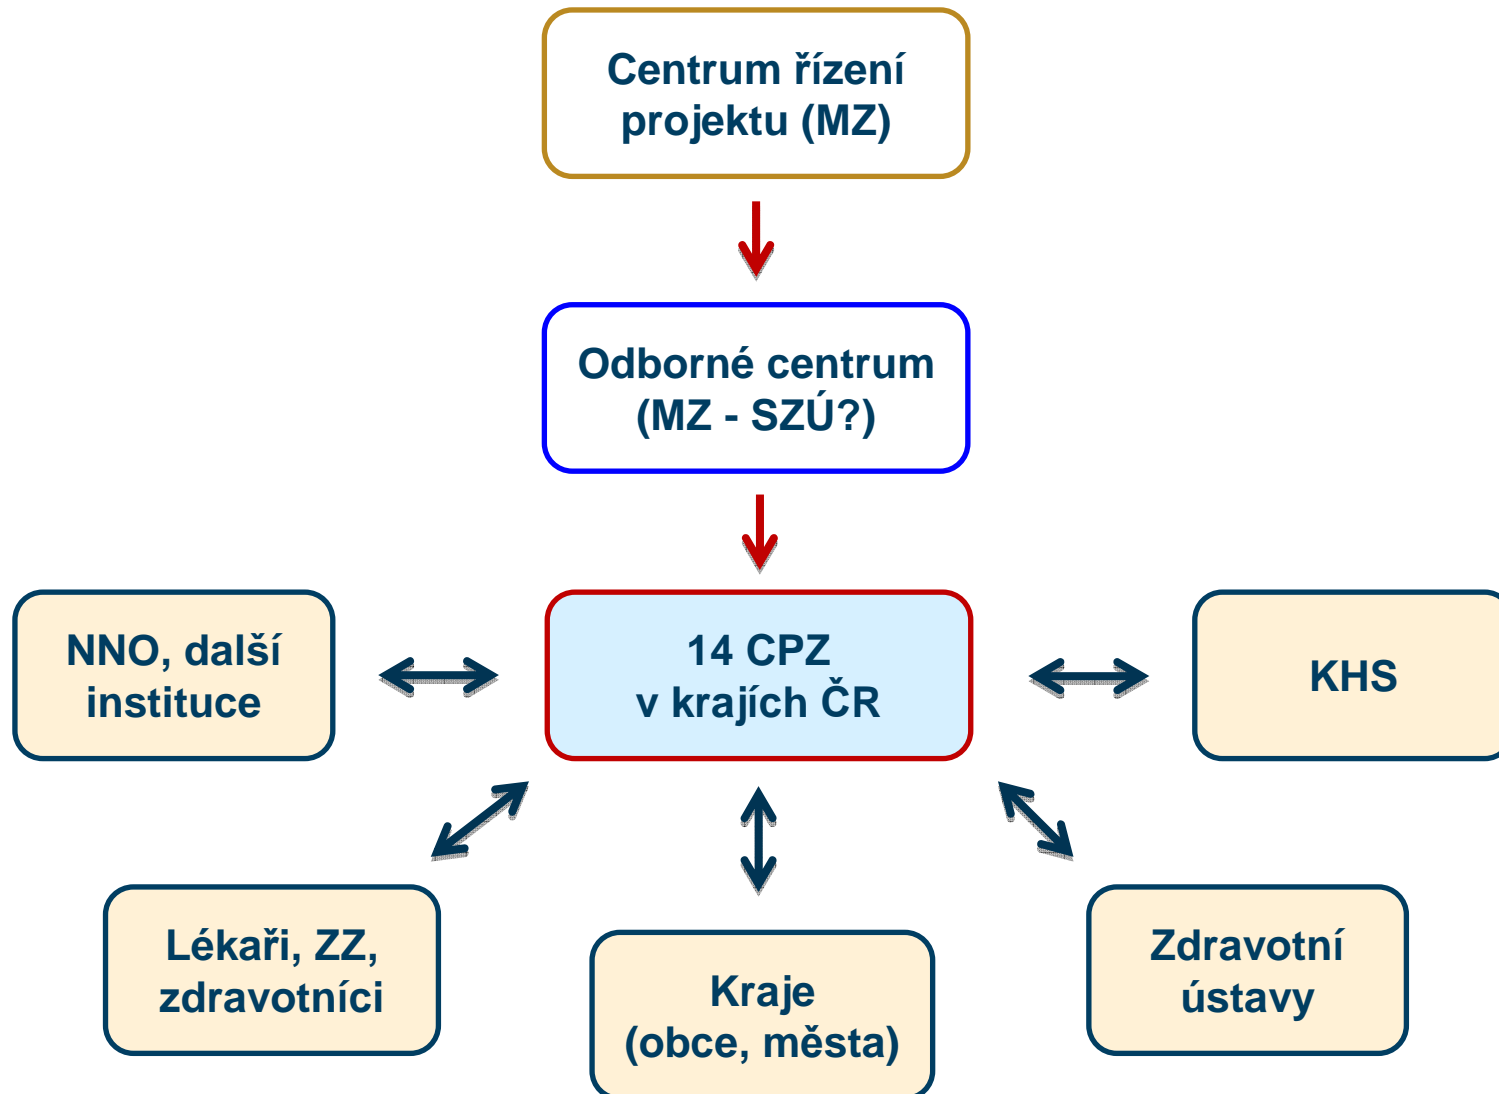 Centrum řízení
projektu (MZ)
Odborné centrum
(MZ - SZÚ?)
NNO, další
instituce
14 CPZ
v krajích ČR
KHS
Lékaři, ZZ,
zdravotníci
Kraje
(obce, města)
Zdravotní
ústavy